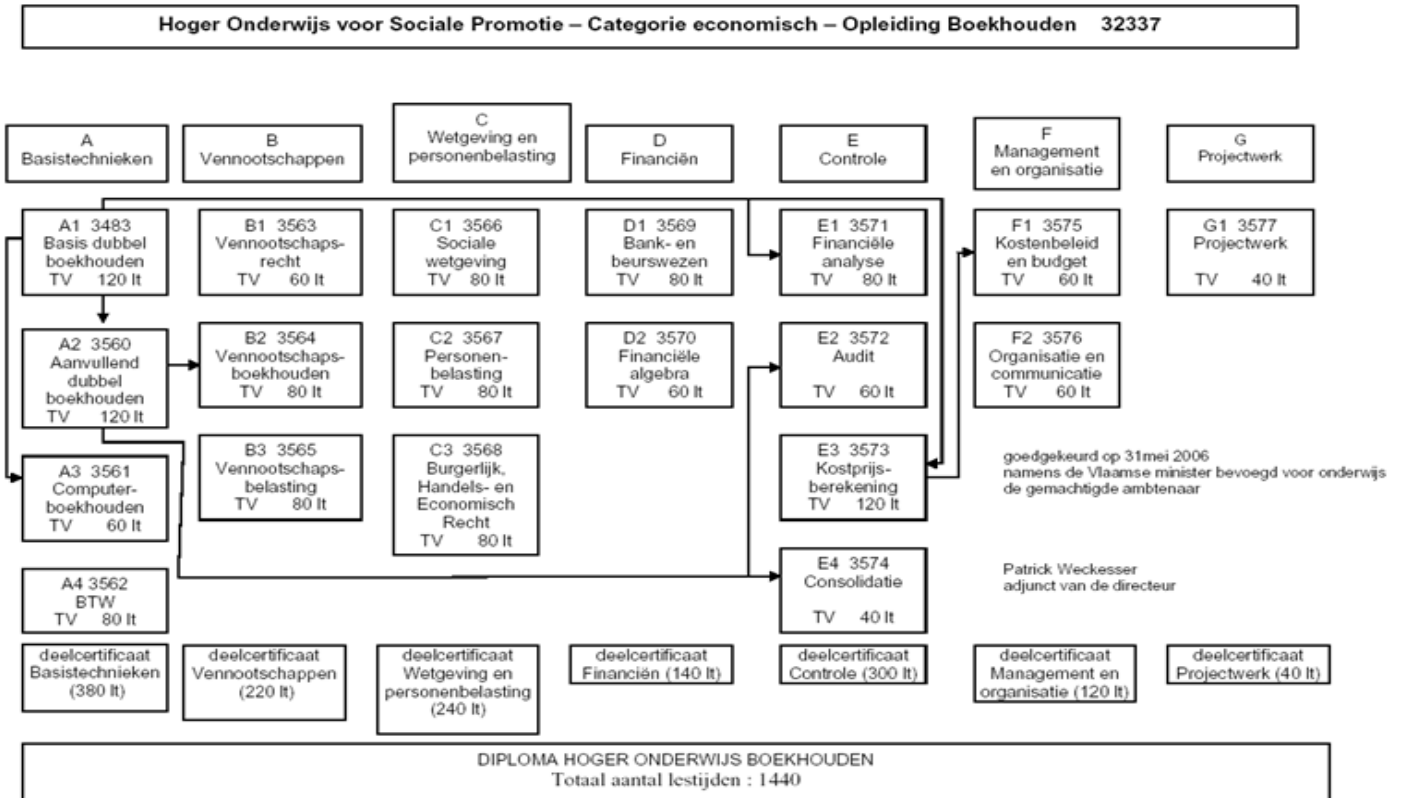 Hoger Onderwijs voor Sociale Promotie – Categorie economisch – Opleiding Boekhouden 32337
A
Basistechnieken
B
Vennootschappen
C
Wetgeving en
personenbelasting
D
Financiën
E
Controle
F
Management
en organisatie
G
Projectwerk
A1 3483
Basis dubbel
boekhouden
TV 120 lt
A2 3560
Aanvullend
dubbel
boekhouden
TV 120 lt
A3 3561
Computer-
boekhouden
TV 60 lt
A4 3562
BTW
TV 80 lt
B1 3563
Vennootschaps-
recht
TV 60 lt
B2 3564
Vennootschaps-
boekhouden
TV 80 lt
B3 3565
Vennootschaps-
belasting
TV 80 lt
C1 3566
Sociale
wetgeving
TV 80 lt
C2 3567
Personen-
belasting
TV 80 lt
C3 3568
Burgerlijk,
Handels- en
Economisch
Recht
TV 80 lt
D1 3569
Bank- en
beurswezen
TV 80 lt
D2 3570
Financiële
algebra
TV 60 lt
E1 3571
Financiële
analyse
TV 80 lt
E2 3572
Audit
TV 60 lt
E3 3573
Kostprijs-
berekening
TV 120 lt
E4 3574
Consolidatie
TV 40 lt
F1 3575
Kostenbeleid
en budget
TV 60 lt
F2 3576
Organisatie en
communicatie
TV 60 lt
G1 3577
Projectwerk
TV 40 lt
goedgekeurd op 31mei 2006
namens de Vlaamse minister bevoegd voor onderwijs
de gemachtigde ambtenaar
Patrick Weckesser
adjunct van de directeur
deelcertificaat
Basistechnieken
(380 lt)
deelcertificaat
Vennootschappen
(220 lt)
deelcertificaat
Wetgeving en
personenbelasting
(240 lt)
deelcertificaat
Financiën (140 lt)
deelcertificaat
Controle (300 lt)
deelcertificaat
Management en
organisatie (120 lt)
deelcertificaat
Projectwerk (40 lt)
DIPLOMA HOGER ONDERWIJS BOEKHOUDEN
Totaal aantal lestijden : 1440